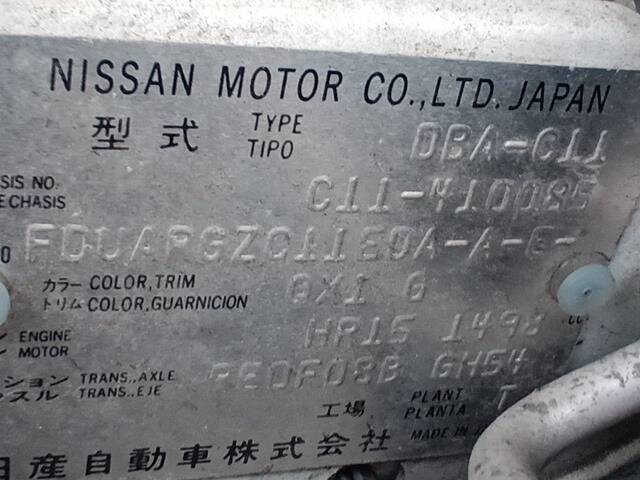 NISSAN MOTOR CO.,LTD. JAPAN
型式 TYPE TIPO DBA-C11
SIS NO. E CHASIS C11-410085
FDUARGZC11EDA-A-E-
カラー COLOR,TRIM
トリム COLOR,GUARNICION QX1 G
ENGINE MOTOR HR15 1498
ション TRANS.,AXLE
スル TRANS.,EJE RE0F08B GH54
工場 PLANT PLANTA T
日産自動車株式会社 MADE IN J